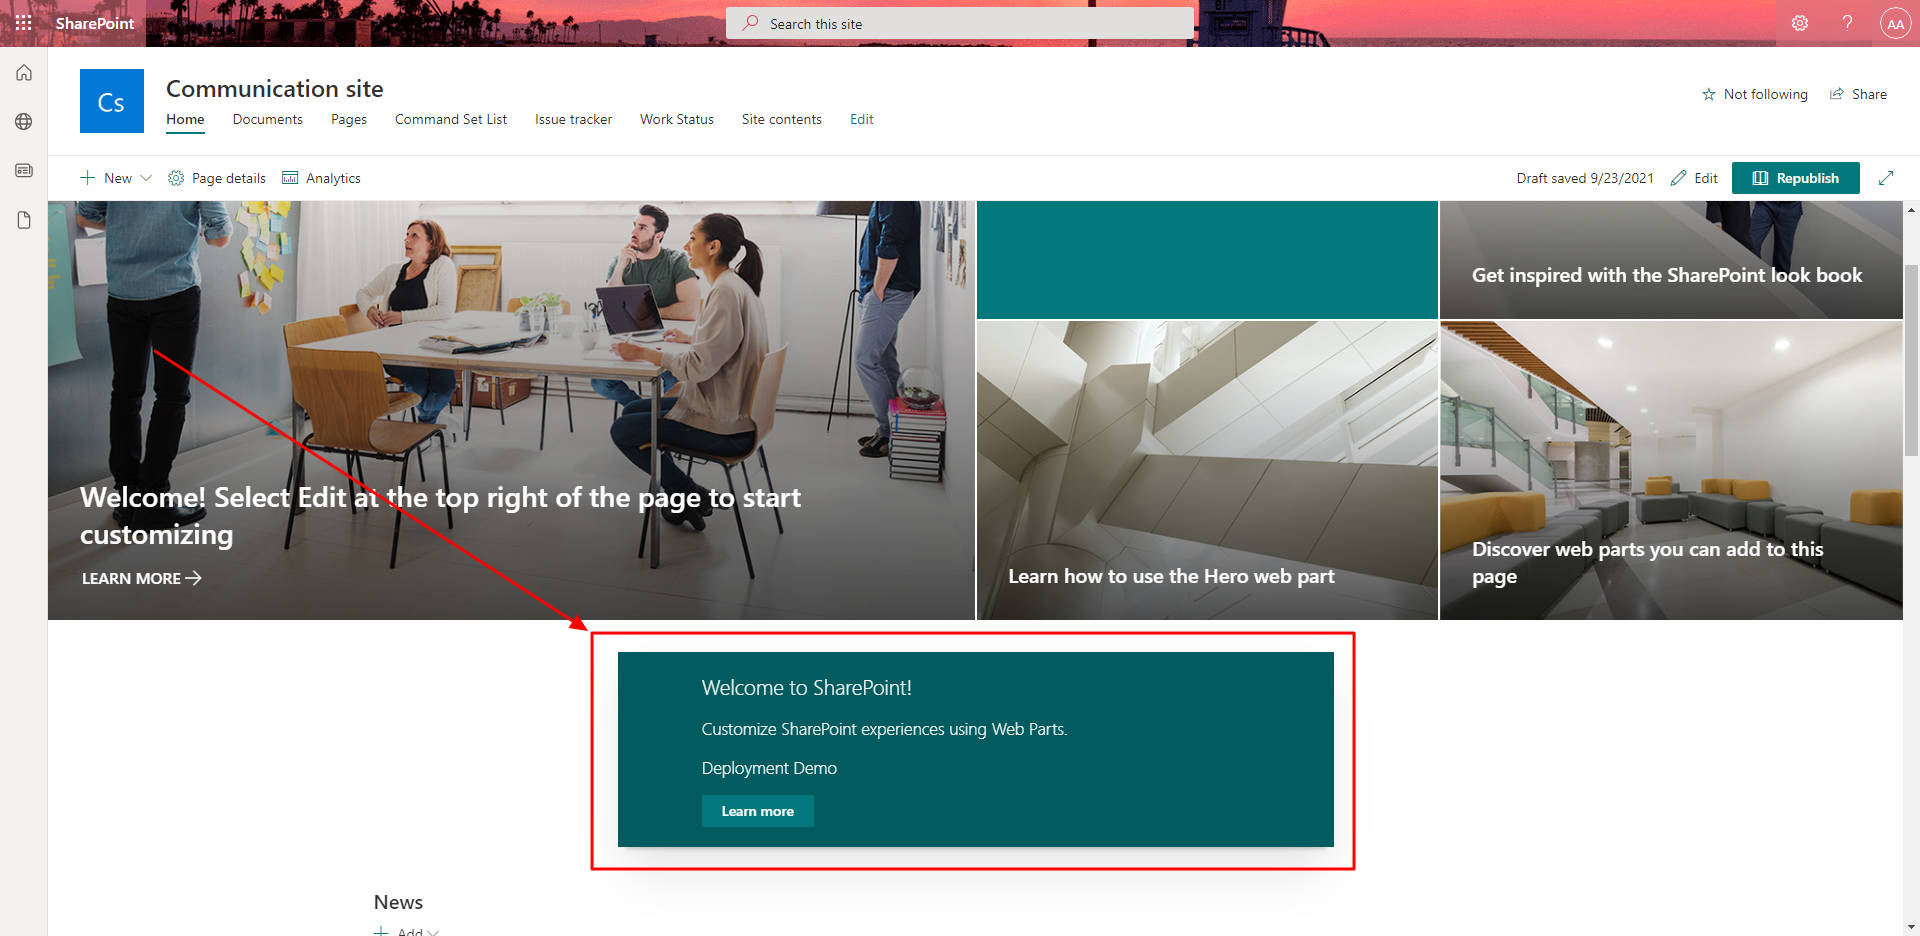 SharePoint
Search this site
?
AA
Cs
Communication site
Not following
Share
Home
Documents
Pages
Command Set List
Issue tracker
Work Status
Site contents
Edit
New
Page details
Analytics
Draft saved 9/23/2021
Edit
Republish
Get inspired with the SharePoint look book
Welcome! Select Edit at the top right of the page to start
customizing
LEARN MORE
Learn how to use the Hero web part
Discover web parts you can add to this
page
Welcome to SharePoint!
Customize SharePoint experiences using Web Parts.
Deployment Demo
Learn more
News
Add